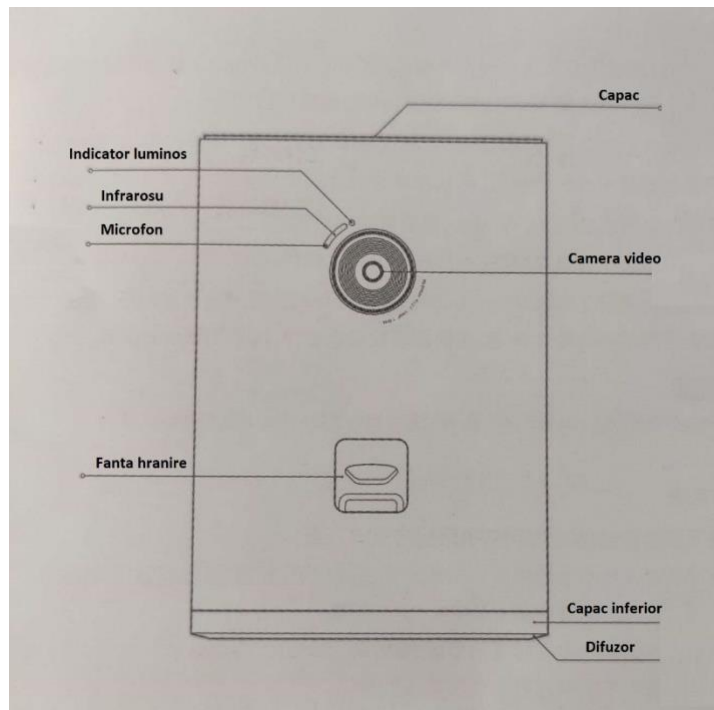 Capac
Indicator luminos
Infrarosu
Microfon
Camera video
Fanta hranire
Capac inferior
Difuzor